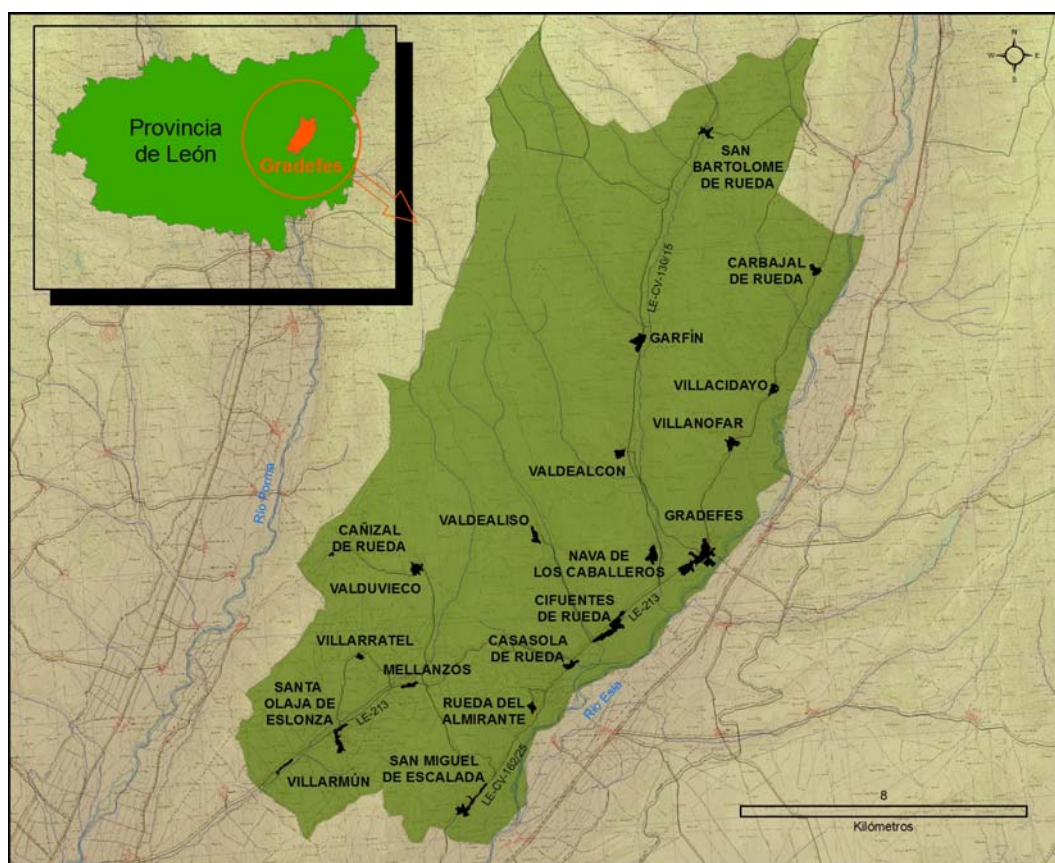 Provincia
de León
Gradefes
N
W
E
S
SAN
BARTOLOME
DE RUEDA
LE-CV-130/15
CARBAJAL
DE RUEDA
GARFÍN
VILLACIDAYO
VILLANOFAR
VALDEALCON
Río Porma
GRADEFES
VALDEALISO
CAÑIZAL
DE RUEDA
NAVA DE
LOS CABALLEROS
VALDUVIECO
CIFUENTES
DE RUEDA
LE-213
VILLARRATEL
CASASOLA
DE RUEDA
MELLANZOS
SANTA
OLAJA DE
ESLONZA
LE-213
RUEDA DEL
ALMIRANTE
Río Esla
SAN MIGUEL
DE ESCALADA
LE-CV-162/25
VILLARMÚN
8
Kilómetros